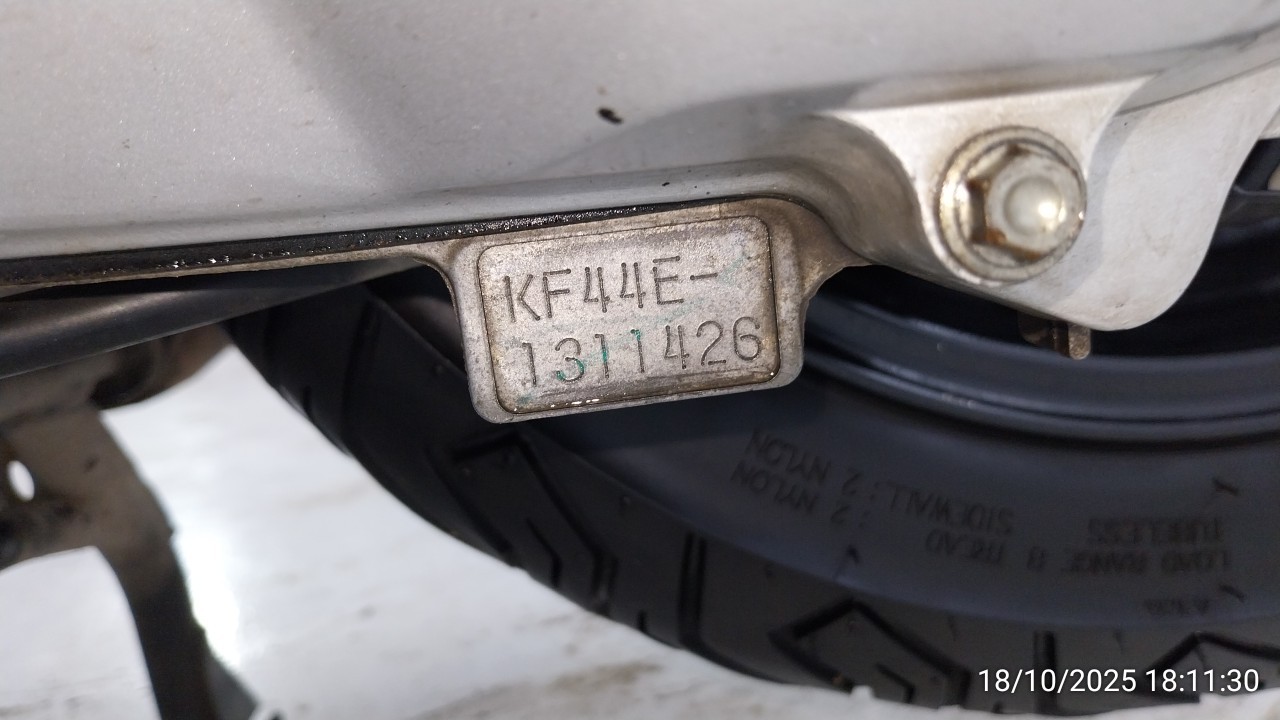 KF44E-
1311426
SIDEWALL: 2 NYLON
TREAD : 2 NYLON
TUBELESS
LOAD RANGE B
18/10/2025 18:11:30